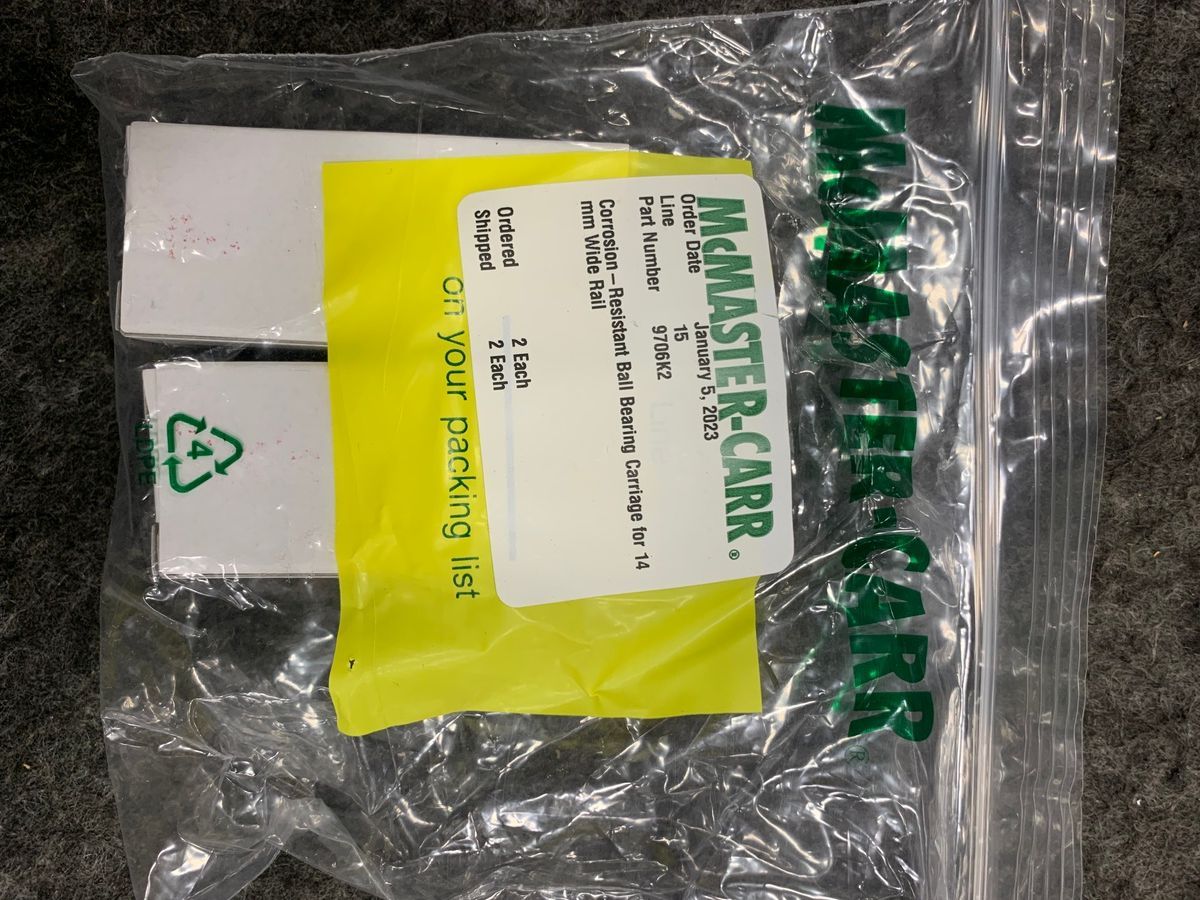 McMASTER-CARR®
McMASTER-CARR®
Order Date January 5, 2023
Line 15
Part Number 9706K2
Corrosion-Resistant Ball Bearing Carriage for 14
mm Wide Rail
Ordered 2 Each
Shipped 2 Each
on your packing list
4
LDPE